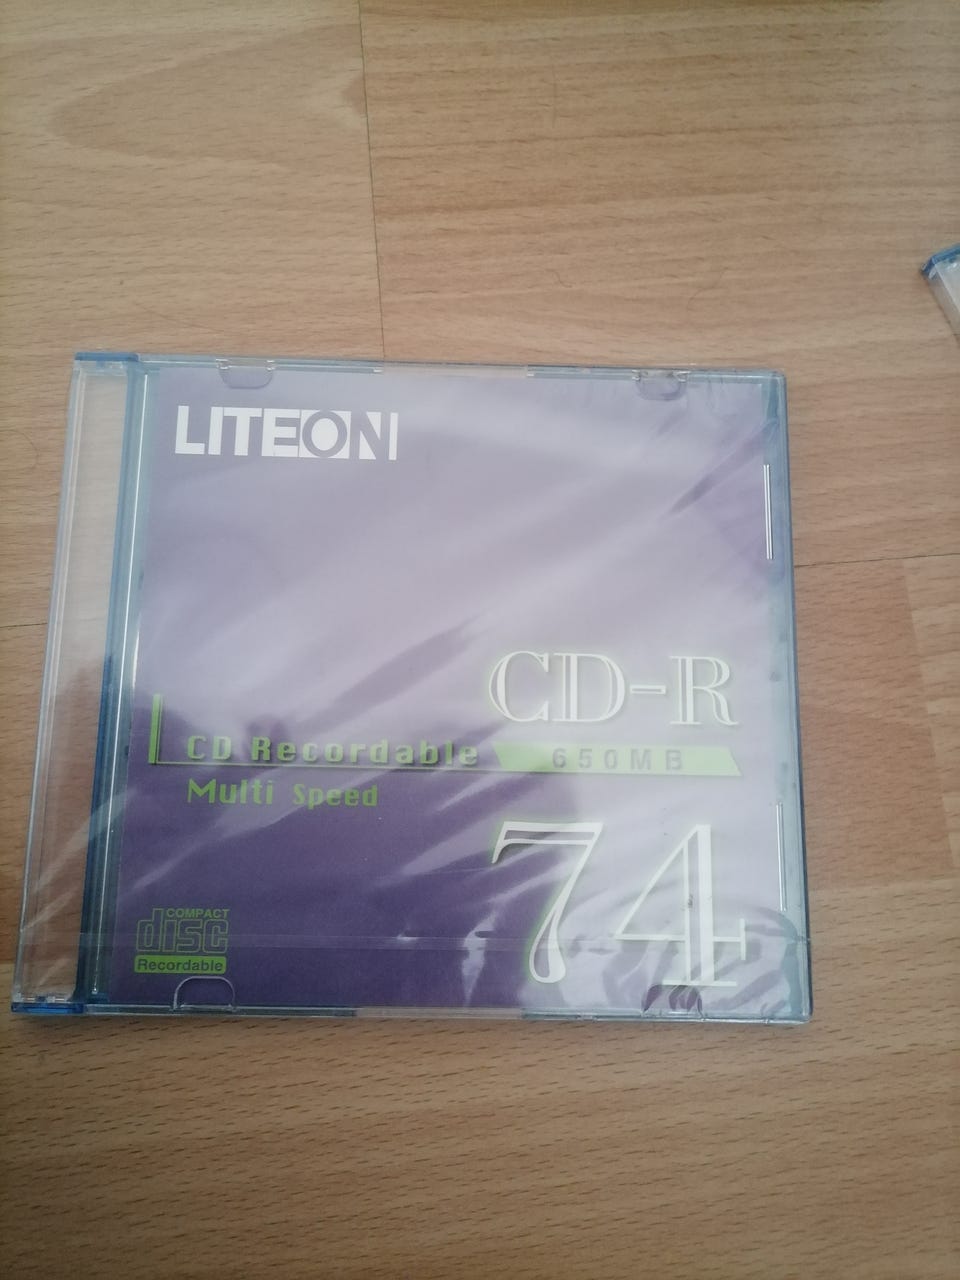 LITEON
CD-R
CD Recordable 650MB
Multi Speed
74
COMPACT
disc
Recordable